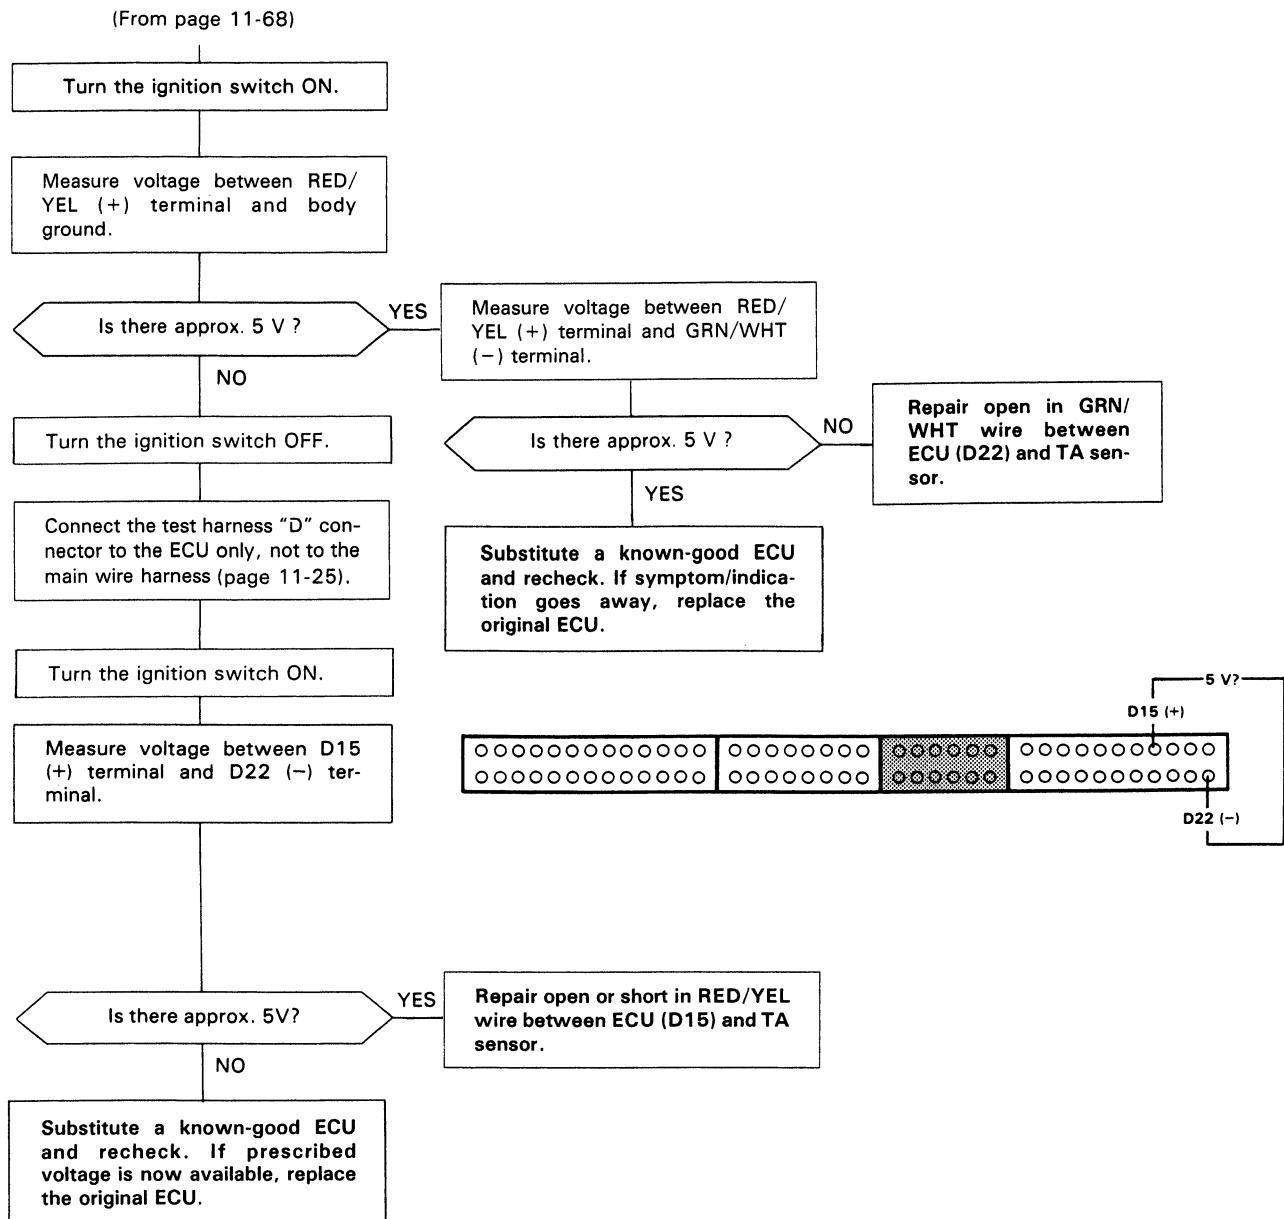 (From page 11-68)
Turn the ignition switch ON.
Measure voltage between RED/
YEL (+) terminal and body
ground.
Is there approx. 5 V ?
YES
NO
Measure voltage between RED/
YEL (+) terminal and GRN/WHT
(−) terminal.
Is there approx. 5 V ?
NO
YES
Repair open in GRN/
WHT wire between
ECU (D22) and TA sen-
sor.
Substitute a known-good ECU
and recheck. If symptom/indica-
tion goes away, replace the
original ECU.
Turn the ignition switch OFF.
Connect the test harness "D" con-
nector to the ECU only, not to the
main wire harness (page 11-25).
Turn the ignition switch ON.
Measure voltage between D15
(+) terminal and D22 (−) ter-
minal.
5 V?
D15 (+)
D22 (−)
Is there approx. 5V?
YES
NO
Repair open or short in RED/YEL
wire between ECU (D15) and TA
sensor.
Substitute a known-good ECU
and recheck. If prescribed
voltage is now available, replace
the original ECU.